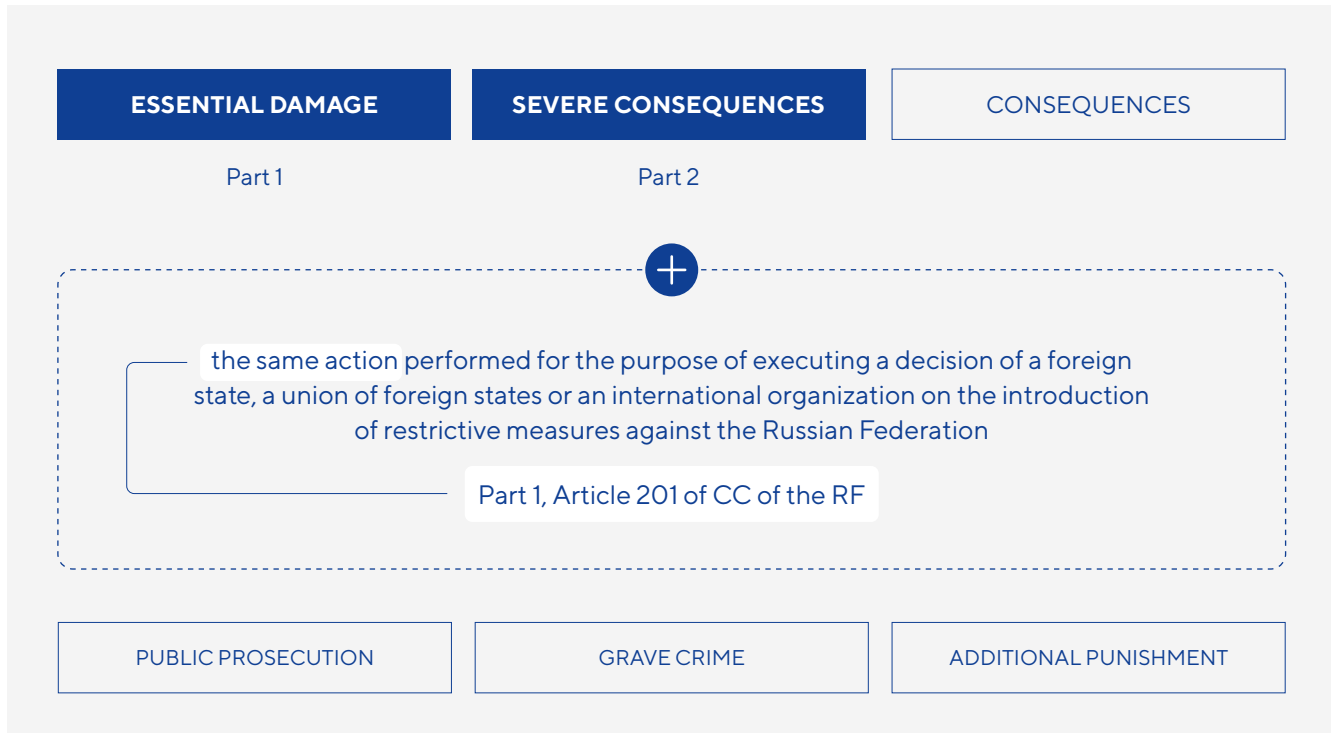 ESSENTIAL DAMAGE
SEVERE CONSEQUENCES
CONSEQUENCES
Part 1
Part 2
the same action performed for the purpose of executing a decision of a foreign
state, a union of foreign states or an international organization on the introduction
of restrictive measures against the Russian Federation
Part 1, Article 201 of CC of the RF
PUBLIC PROSECUTION
GRAVE CRIME
ADDITIONAL PUNISHMENT